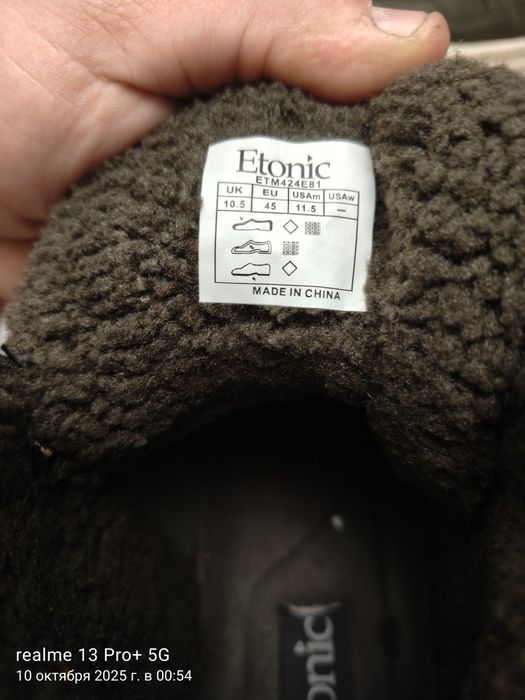 Etonic
ETM424E81
UK EU USAm USAw
10.5 45 11.5 –
MADE IN CHINA
onic
realme 13 Pro+ 5G
10 октября 2025 г. в 00:54